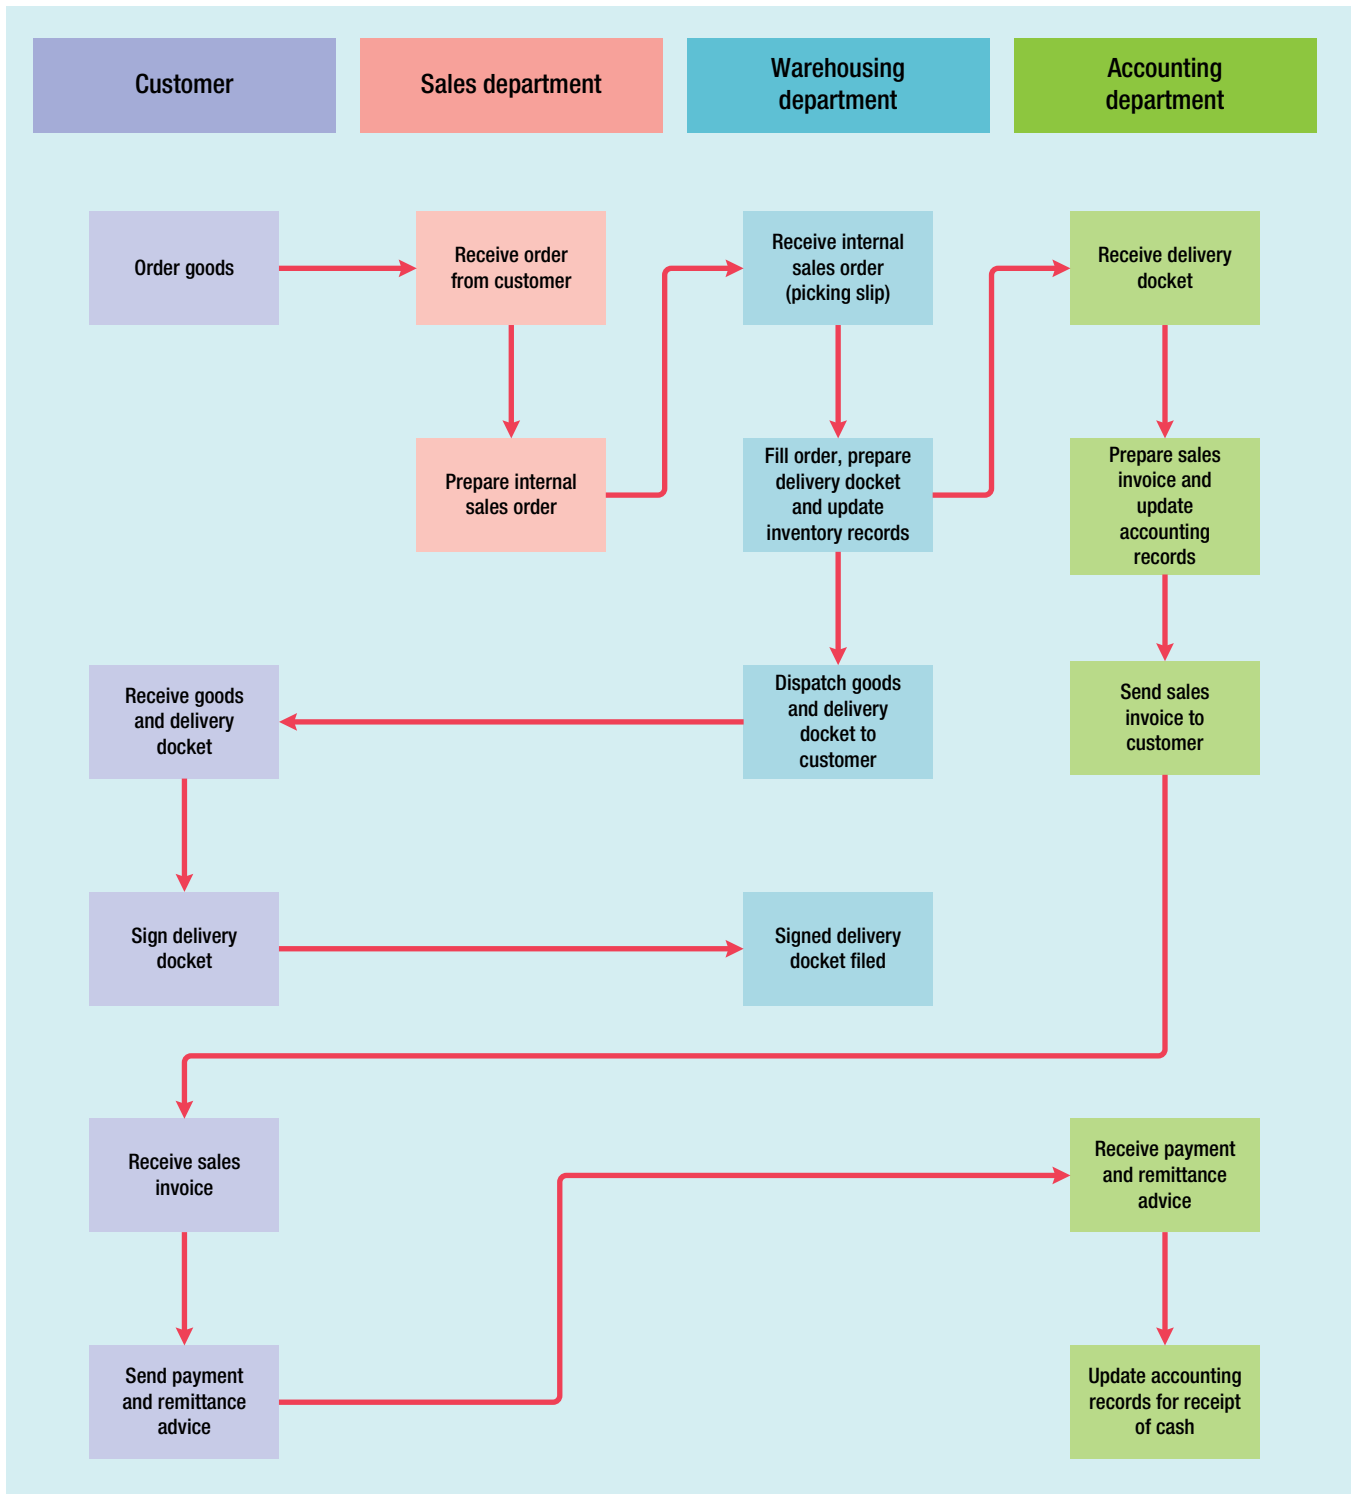 Customer
Sales department
Warehousing
department
Accounting
department
Order goods
Receive order
from customer
Receive internal
sales order
(picking slip)
Receive delivery
docket
Prepare internal
sales order
Fill order, prepare
delivery docket
and update
inventory records
Prepare sales
invoice and
update
accounting
records
Receive goods
and delivery
docket
Dispatch goods
and delivery
docket to
customer
Send sales
invoice to
customer
Sign delivery
docket
Signed delivery
docket filed
Receive sales
invoice
Receive payment
and remittance
advice
Send payment
and remittance
advice
Update accounting
records for receipt
of cash